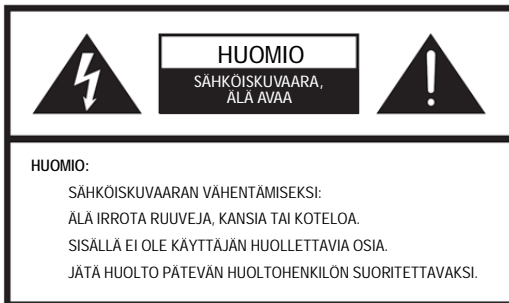 HUOMIO
SÄHKÖISKUVAARA,
ÄLÄ AVAA
HUOMIO:
SÄHKÖISKUVAARAN VÄHENTÄMISEKSI:
ÄLÄ IRROTA RUUVEJA, KANSIA TAI KOTELOA.
SISÄLLÄ EI OLE KÄYTTÄJÄN HUOLLETTAVIA OSIA.
JÄTÄ HUOLTO PÄTEVÄN HUOLTOHENKILÖN SUORITETTAVAKSI.